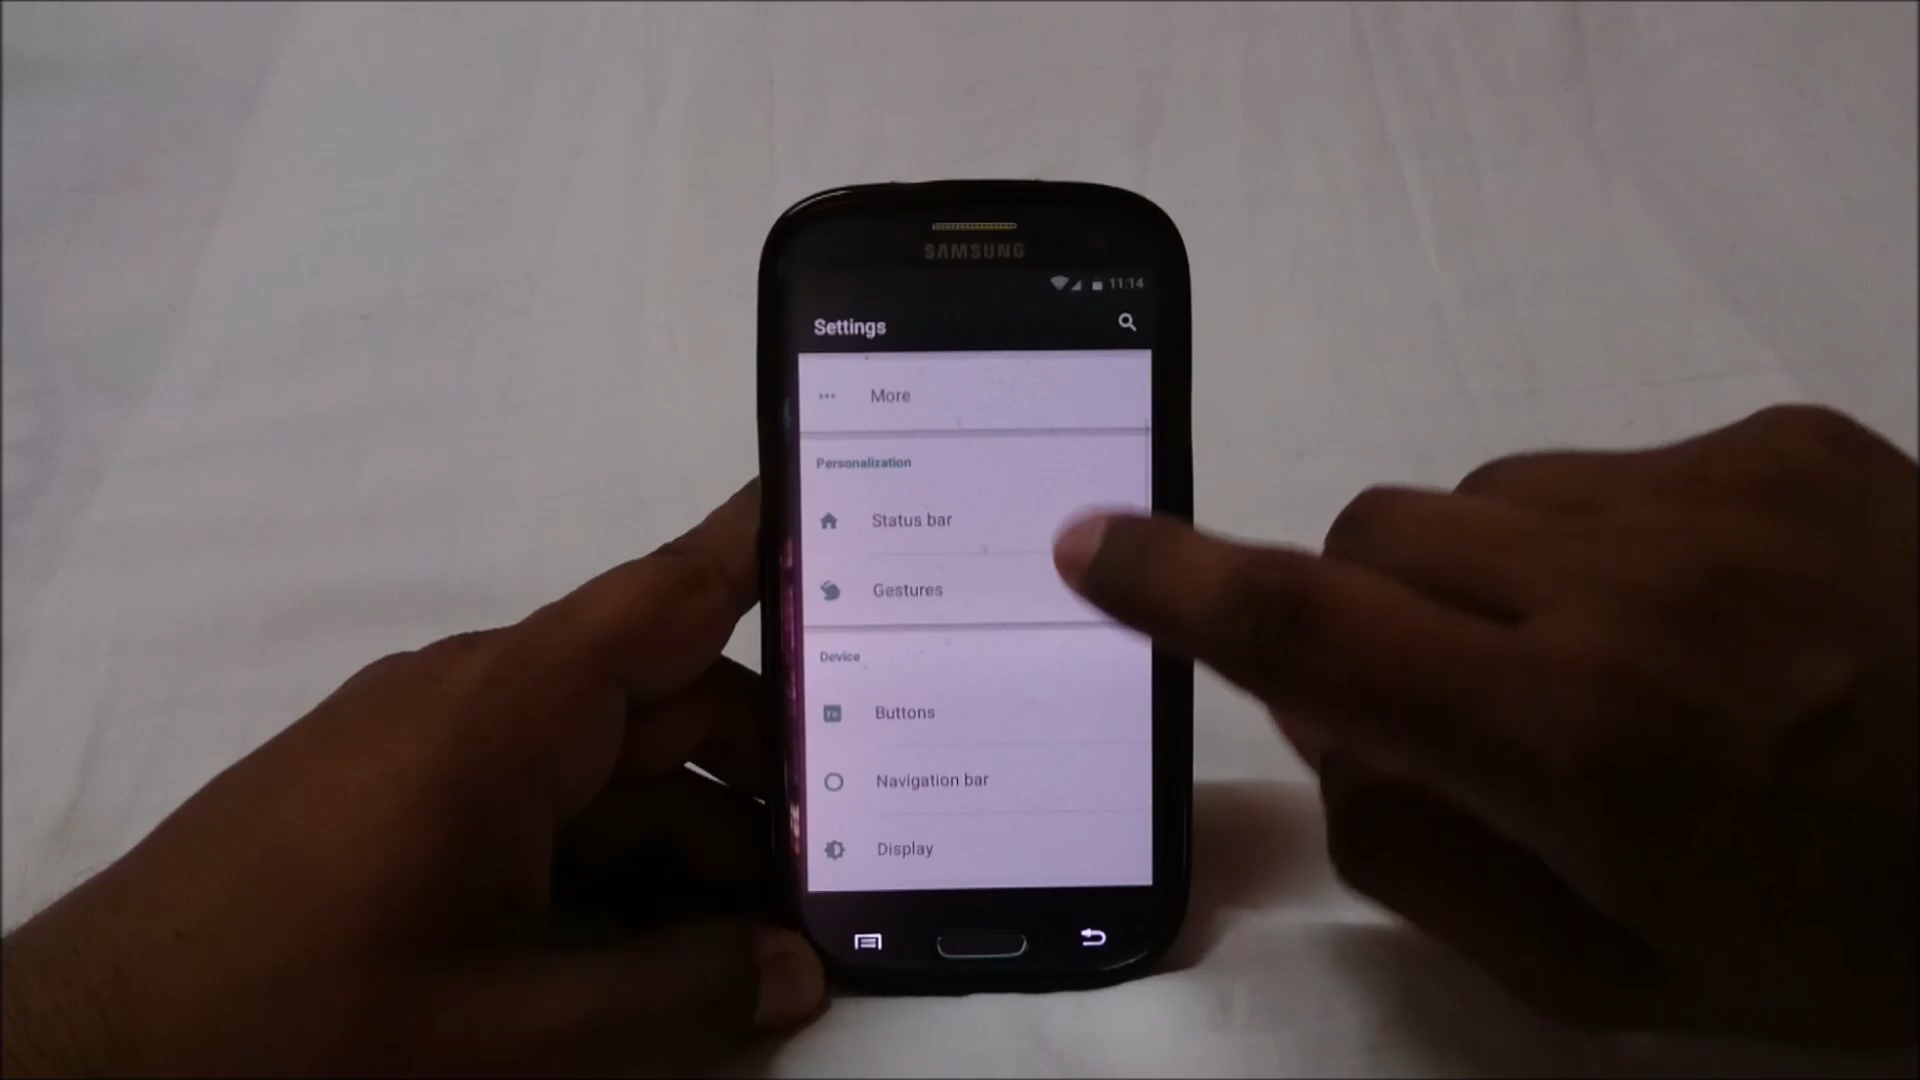 SAMSUNG
11:14
Settings
More
Personalization
Status bar
Gestures
Device
Buttons
Navigation bar
Display